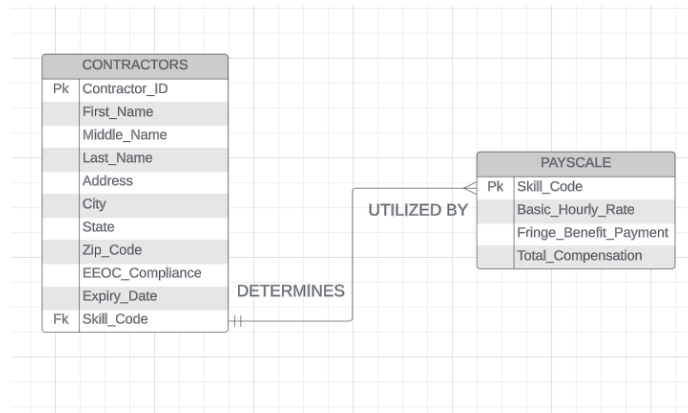 CONTRACTORS
Pk Contractor_ID
First_Name
Middle_Name
Last_Name
Address
City
State
Zip_Code
EEOC_Compliance
Expiry_Date
Fk Skill_Code
DETERMINES
UTILIZED BY
PAYSCALE
Pk Skill_Code
Basic_Hourly_Rate
Fringe_Benefit_Payment
Total_Compensation